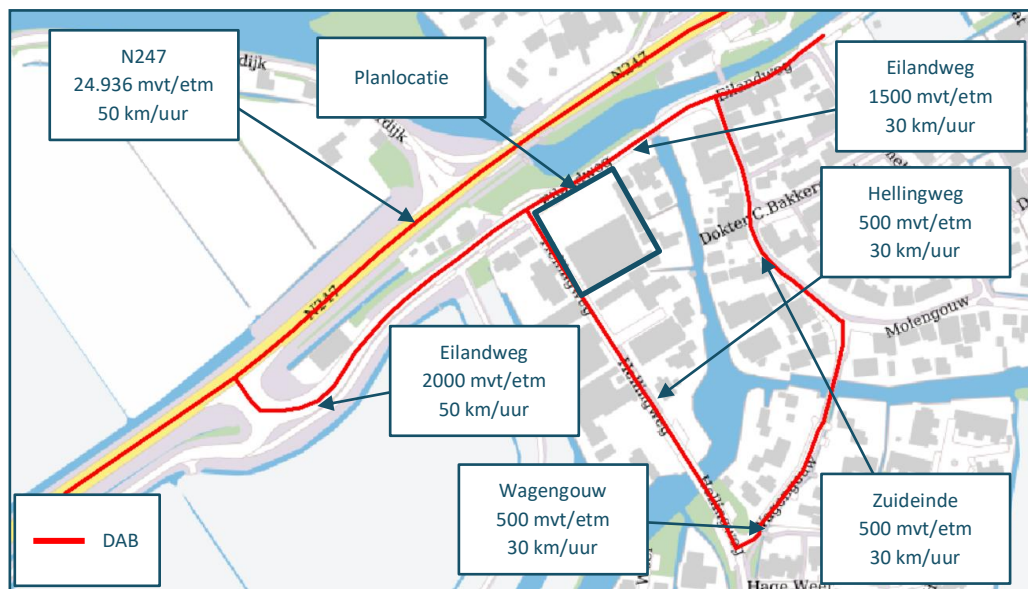 N247
24.936 mvt/etm
50 km/uur
Planlocatie
Eilandweg
1500 mvt/etm
30 km/uur
Hellingweg
500 mvt/etm
30 km/uur
Eilandweg
2000 mvt/etm
50 km/uur
Wagengouw
500 mvt/etm
30 km/uur
Zuideinde
500 mvt/etm
30 km/uur
DAB
N247
N247
Eilandweg
Eilandweg
Dokter C.Bakker
Molengouw
Hellingweg
Hellingweg
Hellingweg
Wagengouw
Hage Weer